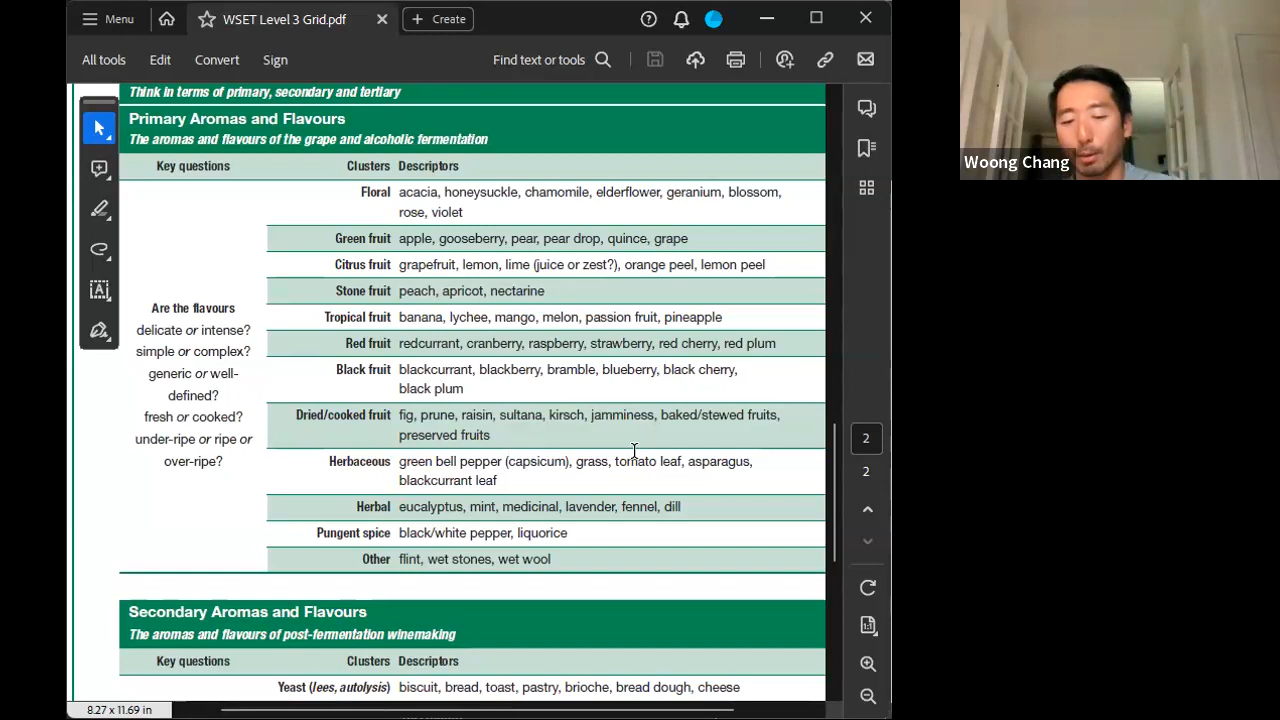 Menu
WSET Level 3 Grid.pdf
Create
All tools
Edit
Convert
Sign
Find text or tools
Think in terms of primary, secondary and tertiary
Primary Aromas and Flavours
The aromas and flavours of the grape and alcoholic fermentation
Key questions
Clusters
Descriptors
Are the flavours
delicate or intense?
simple or complex?
generic or well-
defined?
fresh or cooked?
under-ripe or ripe or
over-ripe?
Floral
acacia, honeysuckle, chamomile, elderflower, geranium, blossom,
rose, violet
Green fruit
apple, gooseberry, pear, pear drop, quince, grape
Citrus fruit
grapefruit, lemon, lime (juice or zest?), orange peel, lemon peel
Stone fruit
peach, apricot, nectarine
Tropical fruit
banana, lychee, mango, melon, passion fruit, pineapple
Red fruit
redcurrant, cranberry, raspberry, strawberry, red cherry, red plum
Black fruit
blackcurrant, blackberry, bramble, blueberry, black cherry,
black plum
Dried/cooked fruit
fig, prune, raisin, sultana, kirsch, jamminess, baked/stewed fruits,
preserved fruits
Herbaceous
green bell pepper (capsicum), grass, tomato leaf, asparagus,
blackcurrant leaf
Herbal
eucalyptus, mint, medicinal, lavender, fennel, dill
Pungent spice
black/white pepper, liquorice
Other
flint, wet stones, wet wool
Secondary Aromas and Flavours
The aromas and flavours of post-fermentation winemaking
Key questions
Clusters
Descriptors
Yeast (lees, autolysis)
biscuit, bread, toast, pastry, brioche, bread dough, cheese
8.27 x 11.69 in
2
2
1:1
Woong Chang